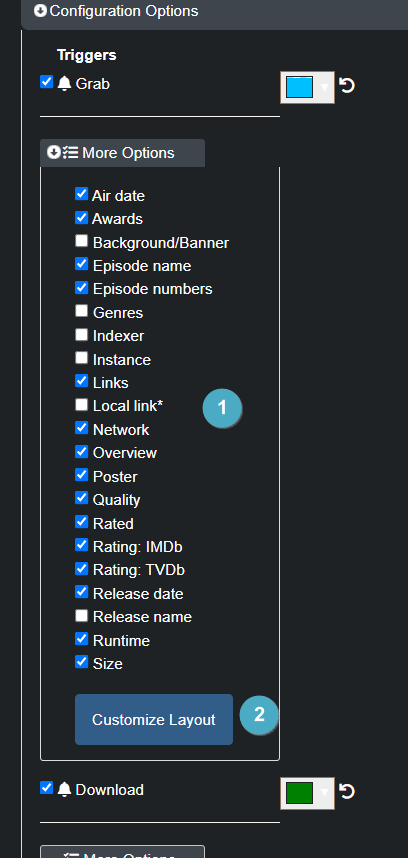 Configuration Options
Triggers
Grab
More Options
Air date
Awards
Background/Banner
Episode name
Episode numbers
Genres
Indexer
Instance
Links
Local link*
1
Network
Overview
Poster
Quality
Rated
Rating: IMDb
Rating: TVDb
Release date
Release name
Runtime
Size
Customize Layout
2
Download
More Options